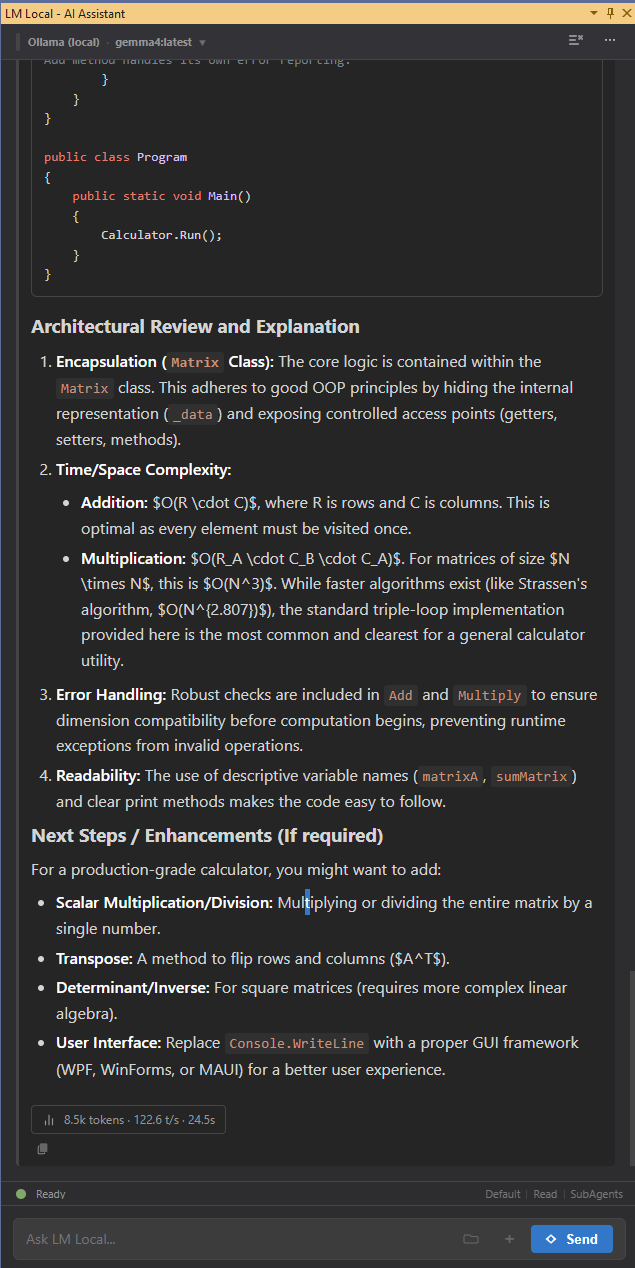 LM Local - AI Assistant
Ollama (local) · gemma4:latest
Add method handles its own error reporting.
}
}
}
public class Program
{
public static void Main()
{
Calculator.Run();
}
}
Architectural Review and Explanation
1. Encapsulation ( Matrix Class): The core logic is contained within the
Matrix class. This adheres to good OOP principles by hiding the internal
representation ( _data ) and exposing controlled access points (getters,
setters, methods).
2. Time/Space Complexity:
• Addition: $O(R \cdot C)$, where R is rows and C is columns. This is
optimal as every element must be visited once.
• Multiplication: $O(R_A \cdot C_B \cdot C_A)$. For matrices of size $N
\times N$, this is $O(N^3)$. While faster algorithms exist (like Strassen's
algorithm, $O(N^{2.807})$), the standard triple-loop implementation
provided here is the most common and clearest for a general calculator
utility.
3. Error Handling: Robust checks are included in Add and Multiply to ensure
dimension compatibility before computation begins, preventing runtime
exceptions from invalid operations.
4. Readability: The use of descriptive variable names ( matrixA , sumMatrix )
and clear print methods makes the code easy to follow.
Next Steps / Enhancements (If required)
For a production-grade calculator, you might want to add:
• Scalar Multiplication/Division: Multiplying or dividing the entire matrix by a
single number.
• Transpose: A method to flip rows and columns ($A^T$).
• Determinant/Inverse: For square matrices (requires more complex linear
algebra).
• User Interface: Replace Console.WriteLine with a proper GUI framework
(WPF, WinForms, or MAUI) for a better user experience.
8.5k tokens · 122.6 t/s · 24.5s
Ready
Default | Read | SubAgents
Ask LM Local...
Send